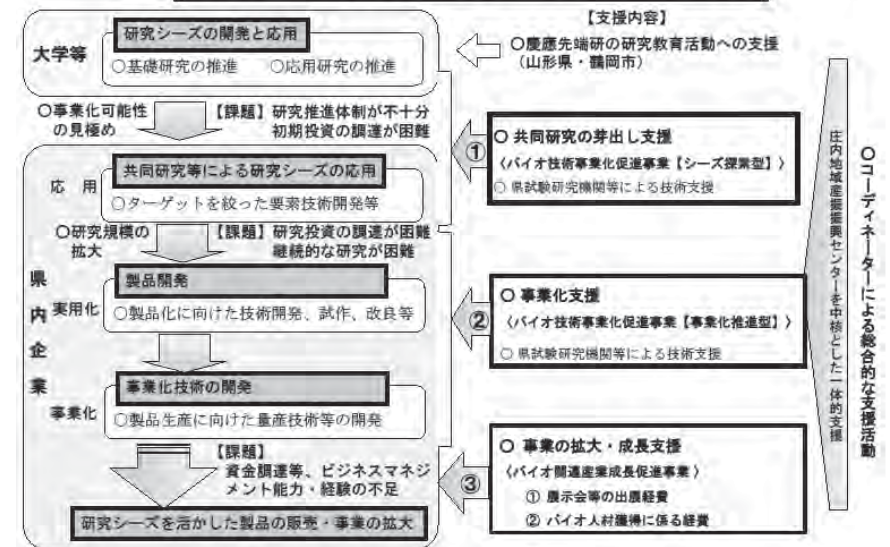 【支援内容】
研究シーズの開発と応用
大学等
○基礎研究の推進 ○応用研究の推進
○慶應先端研の研究教育活動への支援
（山形県・鶴岡市）
○事業化可能性
の見極め
【課題】研究推進体制が不十分
初期投資の調達が困難
①
○ 共同研究の芽出し支援
〈バイオ技術事業化促進事業【シーズ探索型】〉
○ 県試験研究機関等による技術支援
共同研究等による研究シーズの応用
応 用
○ターゲットを絞った要素技術開発等
○研究規模の
拡大
【課題】研究投資の調達が困難
継続的な研究が困難
県内企業
製品開発
実用化
○製品化に向けた技術開発、試作、改良等
②
○ 事業化支援
〈バイオ技術事業化促進事業【事業化推進型】〉
○ 県試験研究機関等による技術支援
事業化技術の開発
事業化
○製品生産に向けた量産技術等の開発
【課題】
資金調達等、ビジネスマネジ
メント能力・経験の不足
③
○ 事業の拡大・成長支援
〈バイオ関連産業成長促進事業〉
① 展示会等の出展経費
② バイオ人材獲得に係る経費
研究シーズを活かした製品の販売・事業の拡大
○コーディネーターによる総合的な支援活動
庄内地域産業振興センターを中核とした一体的支援